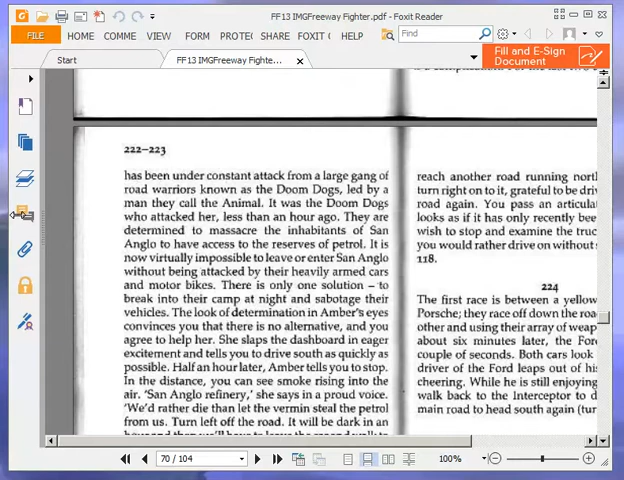 FF13 IMGFreeway Fighter.pdf - Foxit Reader
FILE HOME COMME VIEW FORM PROTE SHARE FOXIT C HELP Find
Start FF13 IMGFreeway Fighte... Fill and E-Sign
Document
222–223
has been under constant attack from a large gang of
road warriors known as the Doom Dogs, led by a
man they call the Animal. It was the Doom Dogs
who attacked her, less than an hour ago. They are
determined to massacre the inhabitants of San
Anglo to have access to the reserves of petrol. It is
now virtually impossible to leave or enter San Anglo
without being attacked by their heavily armed cars
and motor bikes. There is only one solution – to
break into their camp at night and sabotage their
vehicles. The look of determination in Amber's eyes
convinces you that there is no alternative, and you
agree to help her. She slaps the dashboard in eager
excitement and tells you to drive south as quickly as
possible. Half an hour later, Amber tells you to stop.
In the distance, you can see smoke rising into the
air. 'San Anglo refinery,' she says in a proud voice.
'We'd rather die than let the vermin steal the petrol
from us. Turn left off the road. It will be dark in an
reach another road running nort
turn right on to it, grateful to be driv
road again. You pass an articulat
looks as if it has only recently bee
wish to stop and examine the truc
you would rather drive on without s
118.
224
The first race is between a yellow
Porsche; they race off down the roa
other and using their array of weap
about six minutes later, the For
couple of seconds. Both cars look
driver of the Ford leaps out of his
cheering. While he is still enjoying
walk back to the Interceptor to d
main road to head south again (tur
70 / 104 100%